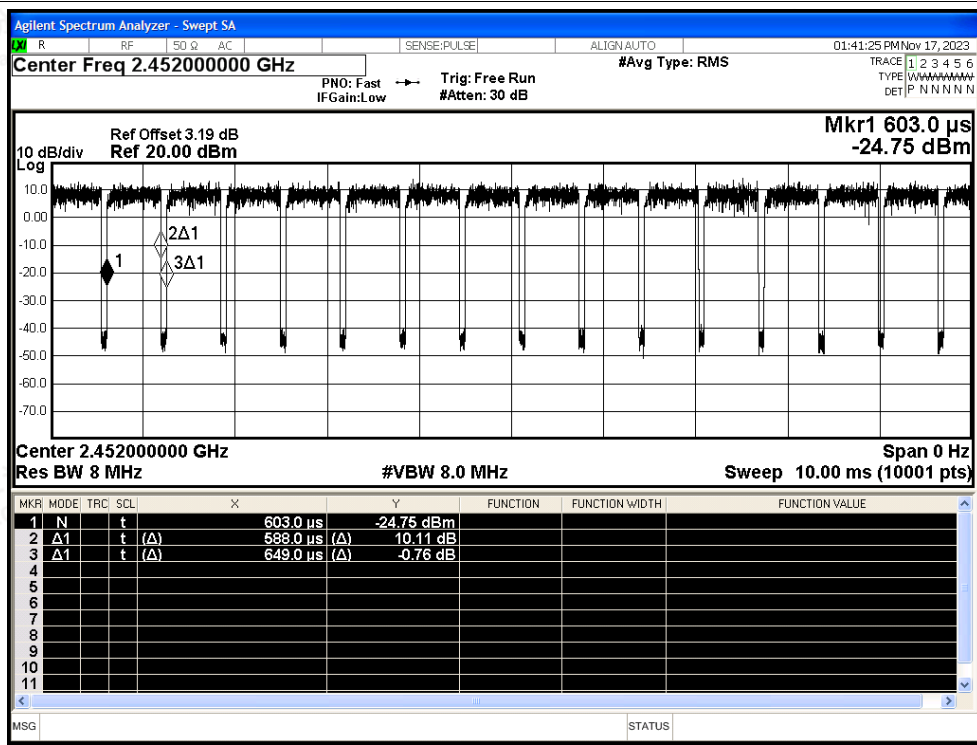 Agilent Spectrum Analyzer - Swept SA
LXI R RF 50 Ω AC SENSE:PULSE ALIGN AUTO 01:41:25 PM Nov 17, 2023
Center Freq 2.452000000 GHz #Avg Type: RMS TRACE 1 2 3 4 5 6
PNO: Fast Trig: Free Run TYPE WWWWWW
IFGain:Low #Atten: 30 dB DET P N N N N N
Mkr1 603.0 µs
-24.75 dBm
Ref Offset 3.19 dB
10 dB/div Ref 20.00 dBm
Log
10.0
0.00
2Δ1
-10.0
1
3Δ1
-20.0
-30.0
-40.0
-50.0
-60.0
-70.0
Center 2.452000000 GHz Span 0 Hz
Res BW 8 MHz #VBW 8.0 MHz Sweep 10.00 ms (10001 pts)
MKR MODE TRC SCL X Y FUNCTION FUNCTION WIDTH FUNCTION VALUE
1 N t 603.0 µs -24.75 dBm
2 Δ1 t (Δ) 588.0 µs (Δ) 10.11 dB
3 Δ1 t (Δ) 649.0 µs (Δ) -0.76 dB
4
5
6
7
8
9
10
11
MSG STATUS